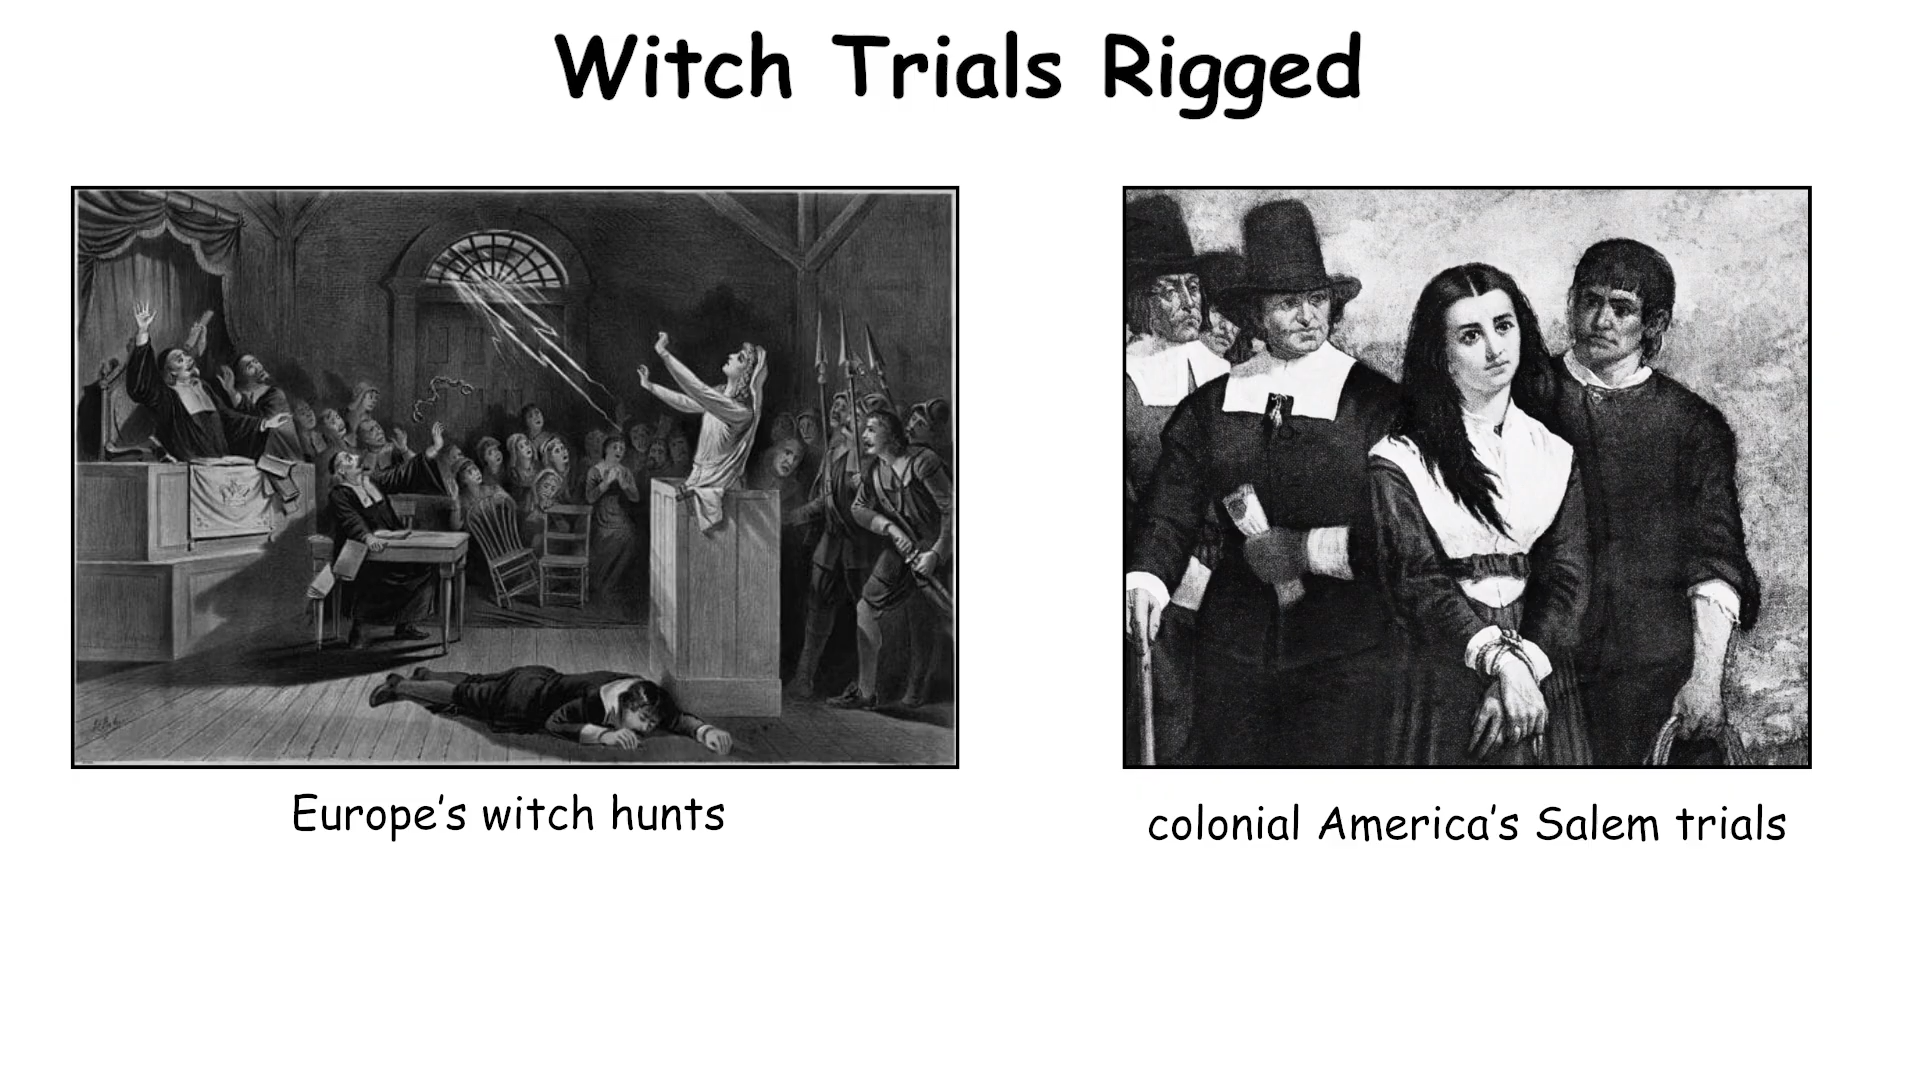 Witch Trials Rigged
Europe's witch hunts
colonial America's Salem trials